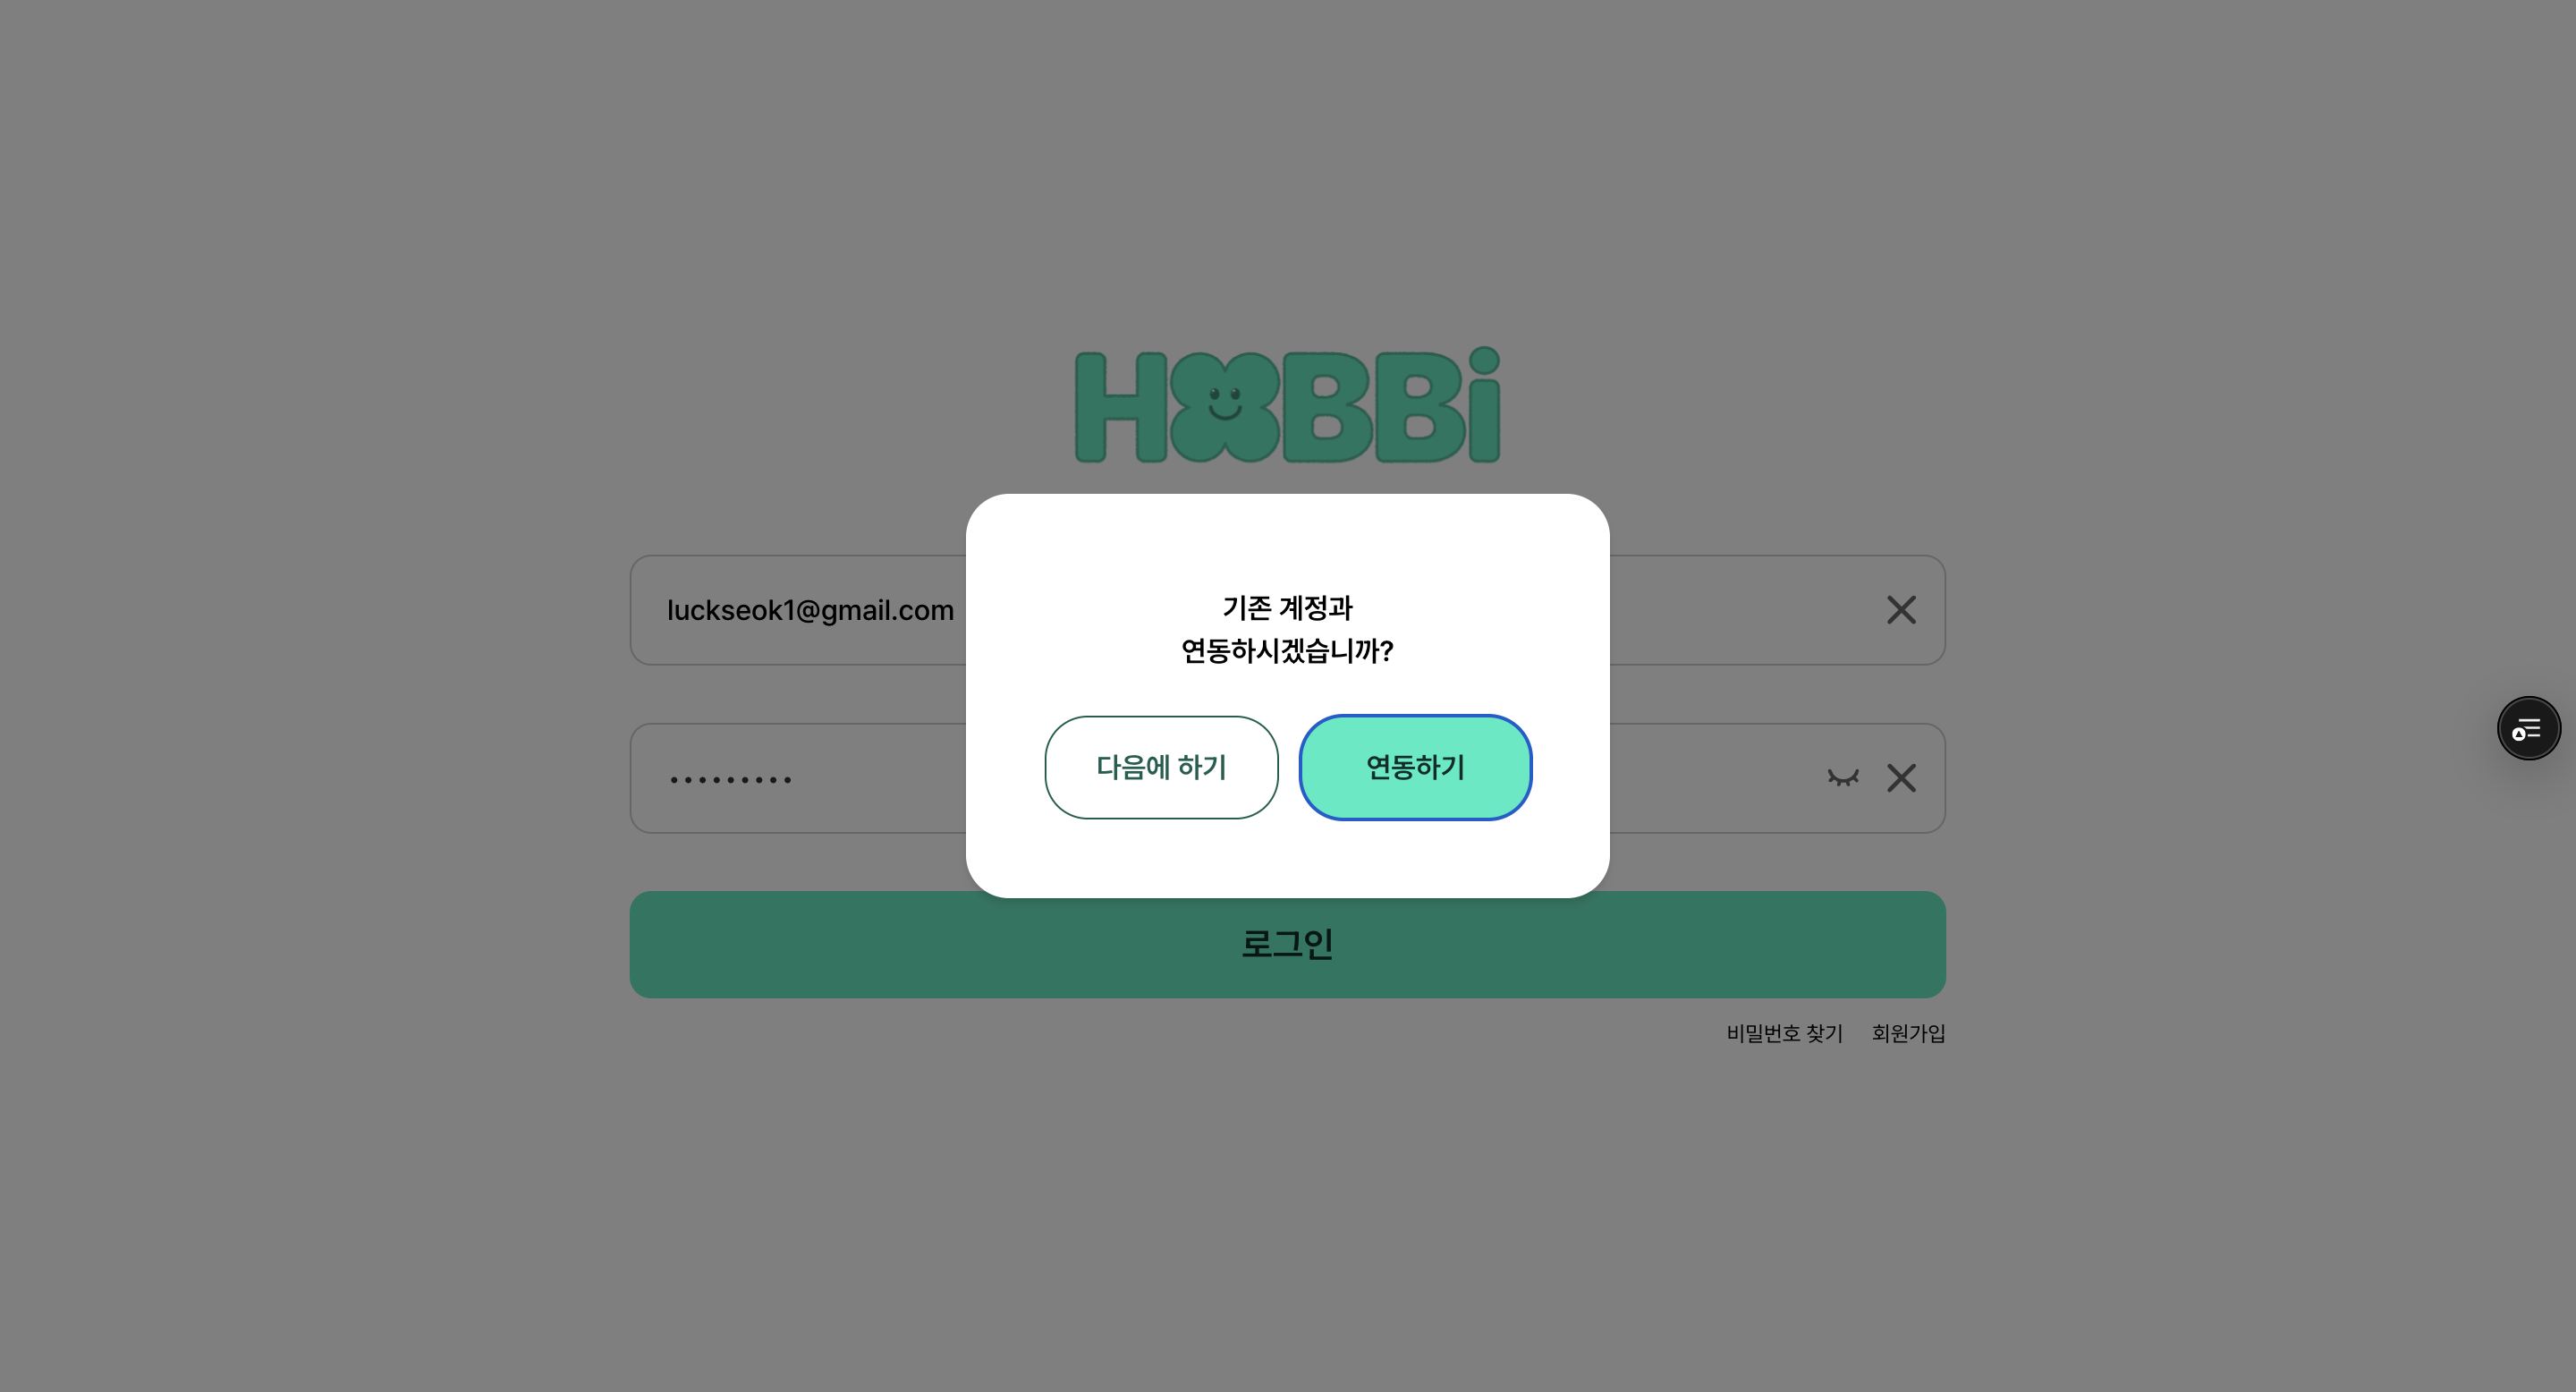 HOBBi
luckseok1@gmail.com
기존 계정과
연동하시겠습니까?
다음에 하기
연동하기
로그인
비밀번호 찾기
회원가입